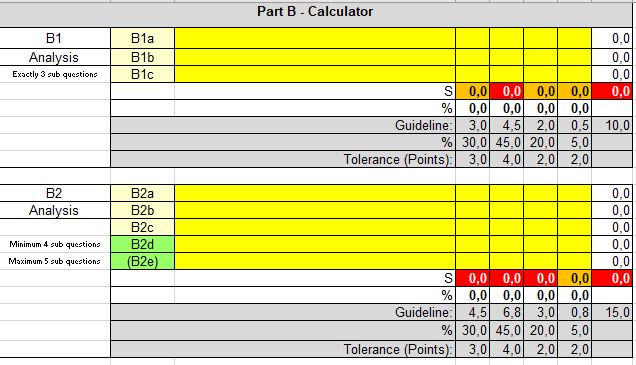 Part B - Calculator
B1 B1a 0,0
Analysis B1b 0,0
Exactly 3 sub questions B1c 0,0
S 0,0 0,0 0,0 0,0 0,0
% 0,0 0,0 0,0 0,0
Guideline: 3,0 4,5 2,0 0,5 10,0
% 30,0 45,0 20,0 5,0
Tolerance (Points): 3,0 4,0 2,0 2,0
B2 B2a 0,0
Analysis B2b 0,0
B2c 0,0
Minimum 4 sub questions B2d 0,0
Maximum 5 sub questions (B2e) 0,0
S 0,0 0,0 0,0 0,0 0,0
% 0,0 0,0 0,0 0,0
Guideline: 4,5 6,8 3,0 0,8 15,0
% 30,0 45,0 20,0 5,0
Tolerance (Points): 3,0 4,0 2,0 2,0